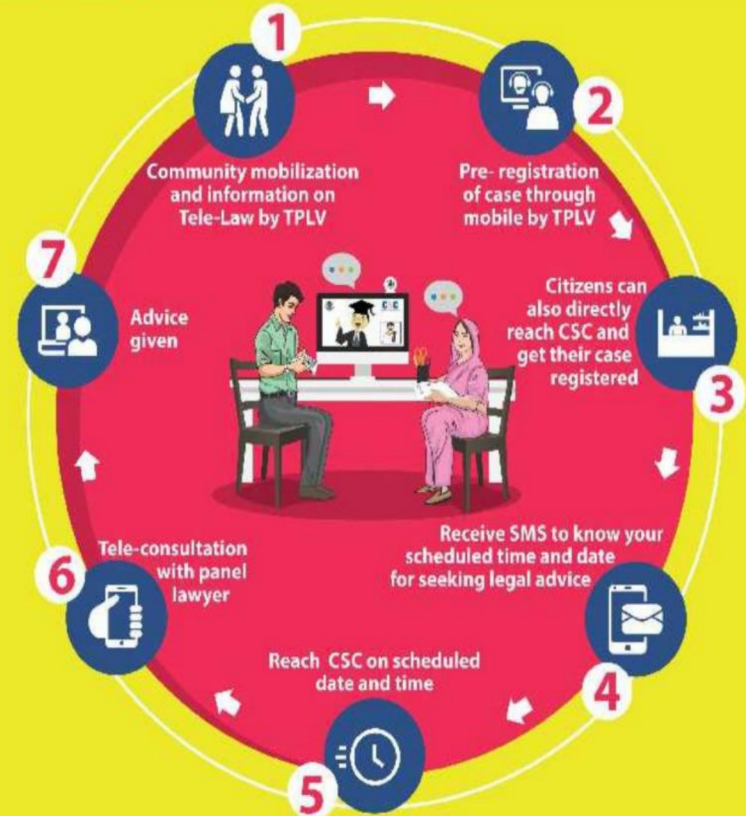 1
Community mobilization
and information on
Tele-Law by TPLV
2
Pre- registration
of case through
mobile by TPLV
3
Citizens can
also directly
reach CSC and
get their case
registered
4
Receive SMS to know your
scheduled time and date
for seeking legal advice
5
Reach CSC on scheduled
date and time
6
Tele-consultation
with panel
lawyer
7
Advice
given